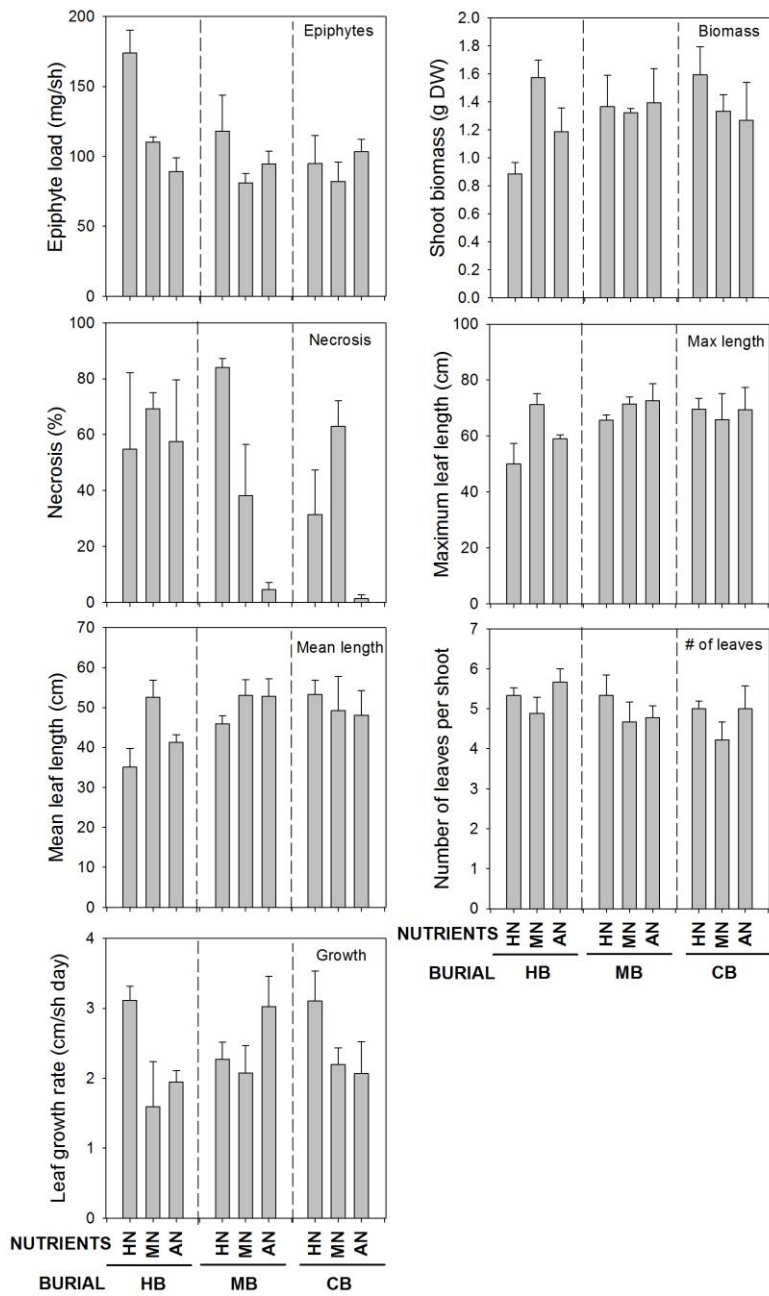 Epiphytes
Epiphyte load (mg/sh)
200
150
100
50
0
Biomass
Shoot biomass (g DW)
2.0
1.8
1.6
1.4
1.2
1.0
0.8
0.6
0.4
0.2
0.0
Necrosis
Necrosis (%)
100
80
60
40
20
0
Max length
Maximum leaf length (cm)
100
80
60
40
20
0
Mean length
Mean leaf length (cm)
70
60
50
40
30
20
10
0
# of leaves
Number of leaves per shoot
7
6
5
4
3
2
1
0
NUTRIENTS HN MN AN HN MN AN HN MN AN
BURIAL HB MB CB
Growth
Leaf growth rate (cm/sh day)
4
3
2
1
0
NUTRIENTS HN MN AN HN MN AN HN MN AN
BURIAL HB MB CB